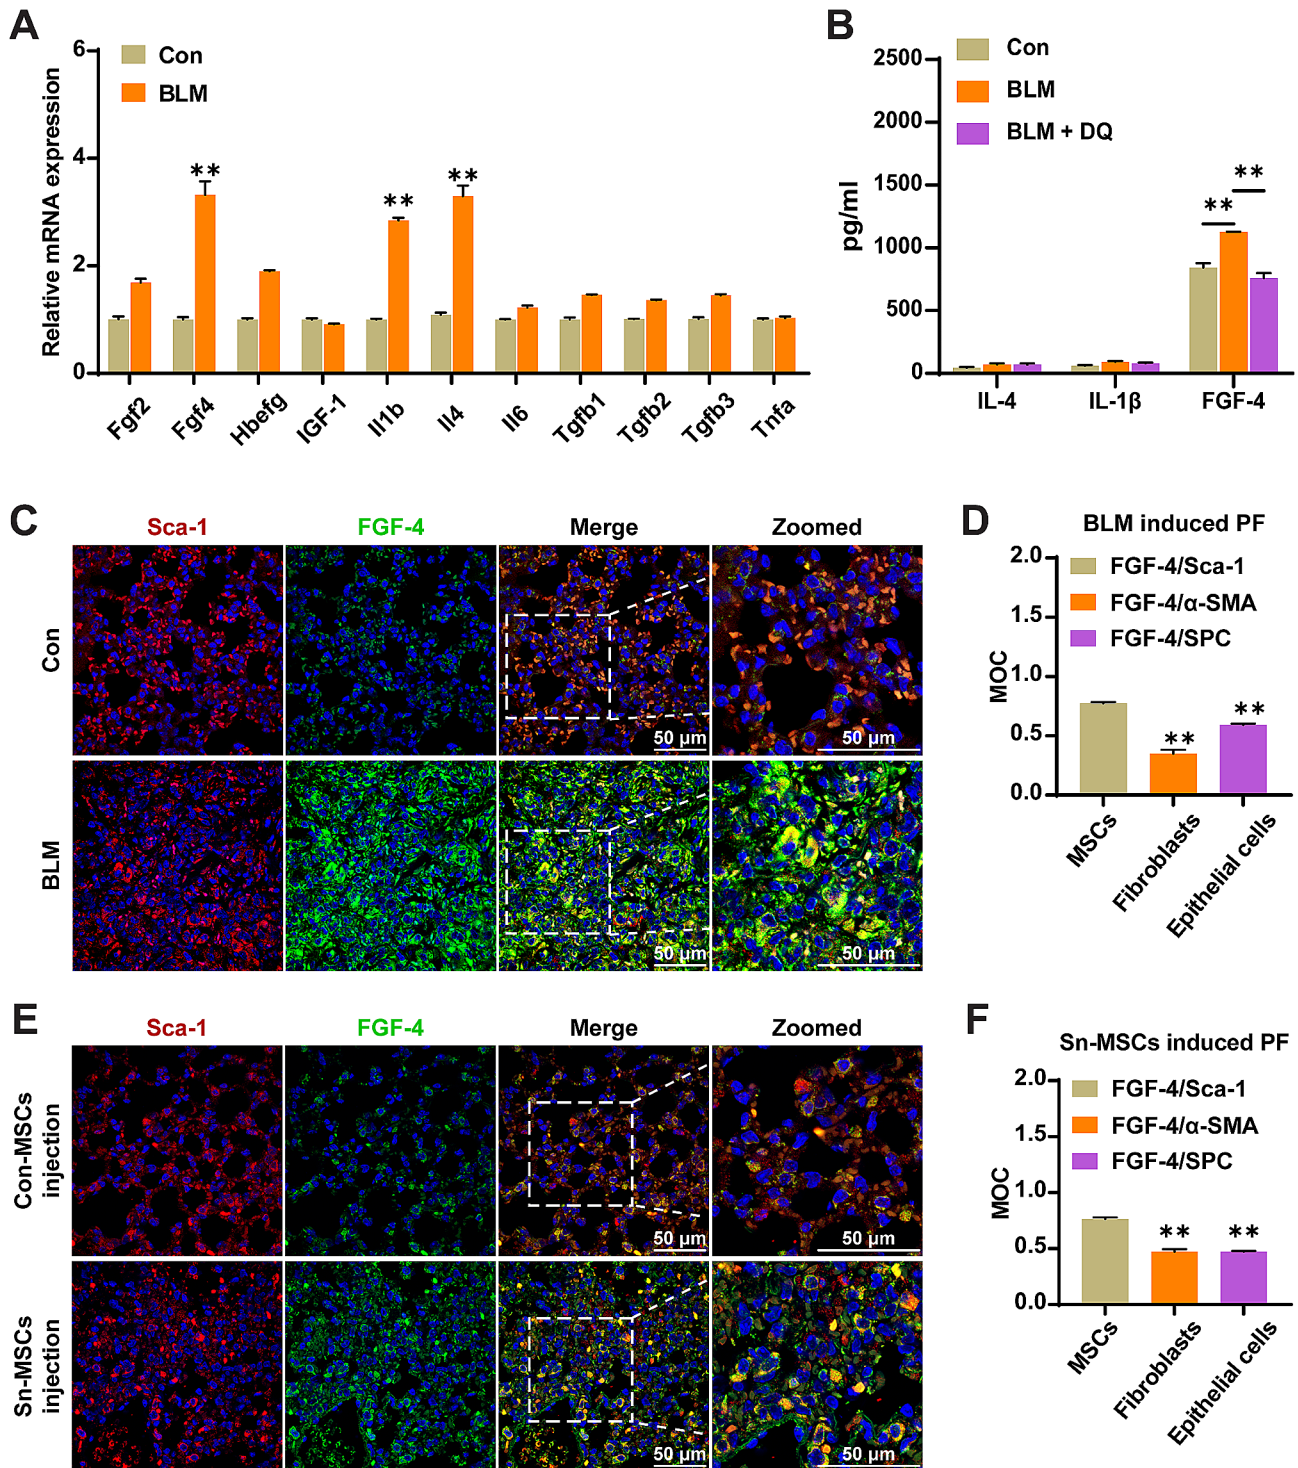 A
Con
BLM
Relative mRNA expression
6
4
2
0
Fgf2
Fgf4
Hbefg
IGF-1
Il1b
Il4
Il6
Tgfb1
Tgfb2
Tgfb3
Tnfa
**
**
**
B
Con
BLM
BLM + DQ
pg/ml
2500
2000
1500
1000
500
0
**
**
IL-4
IL-1β
FGF-4
C
Sca-1
FGF-4
Merge
Zoomed
Con
50 μm
50 μm
BLM
50 μm
50 μm
D
BLM induced PF
FGF-4/Sca-1
FGF-4/α-SMA
FGF-4/SPC
MOC
2.0
1.5
1.0
0.5
0.0
**
**
MSCs
Fibroblasts
Epithelial cells
E
Sca-1
FGF-4
Merge
Zoomed
Con-MSCs
injection
50 μm
50 μm
Sn-MSCs
injection
50 μm
50 μm
F
Sn-MSCs induced PF
FGF-4/Sca-1
FGF-4/α-SMA
FGF-4/SPC
MOC
2.0
1.5
1.0
0.5
0.0
**
**
MSCs
Fibroblasts
Epithelial cells